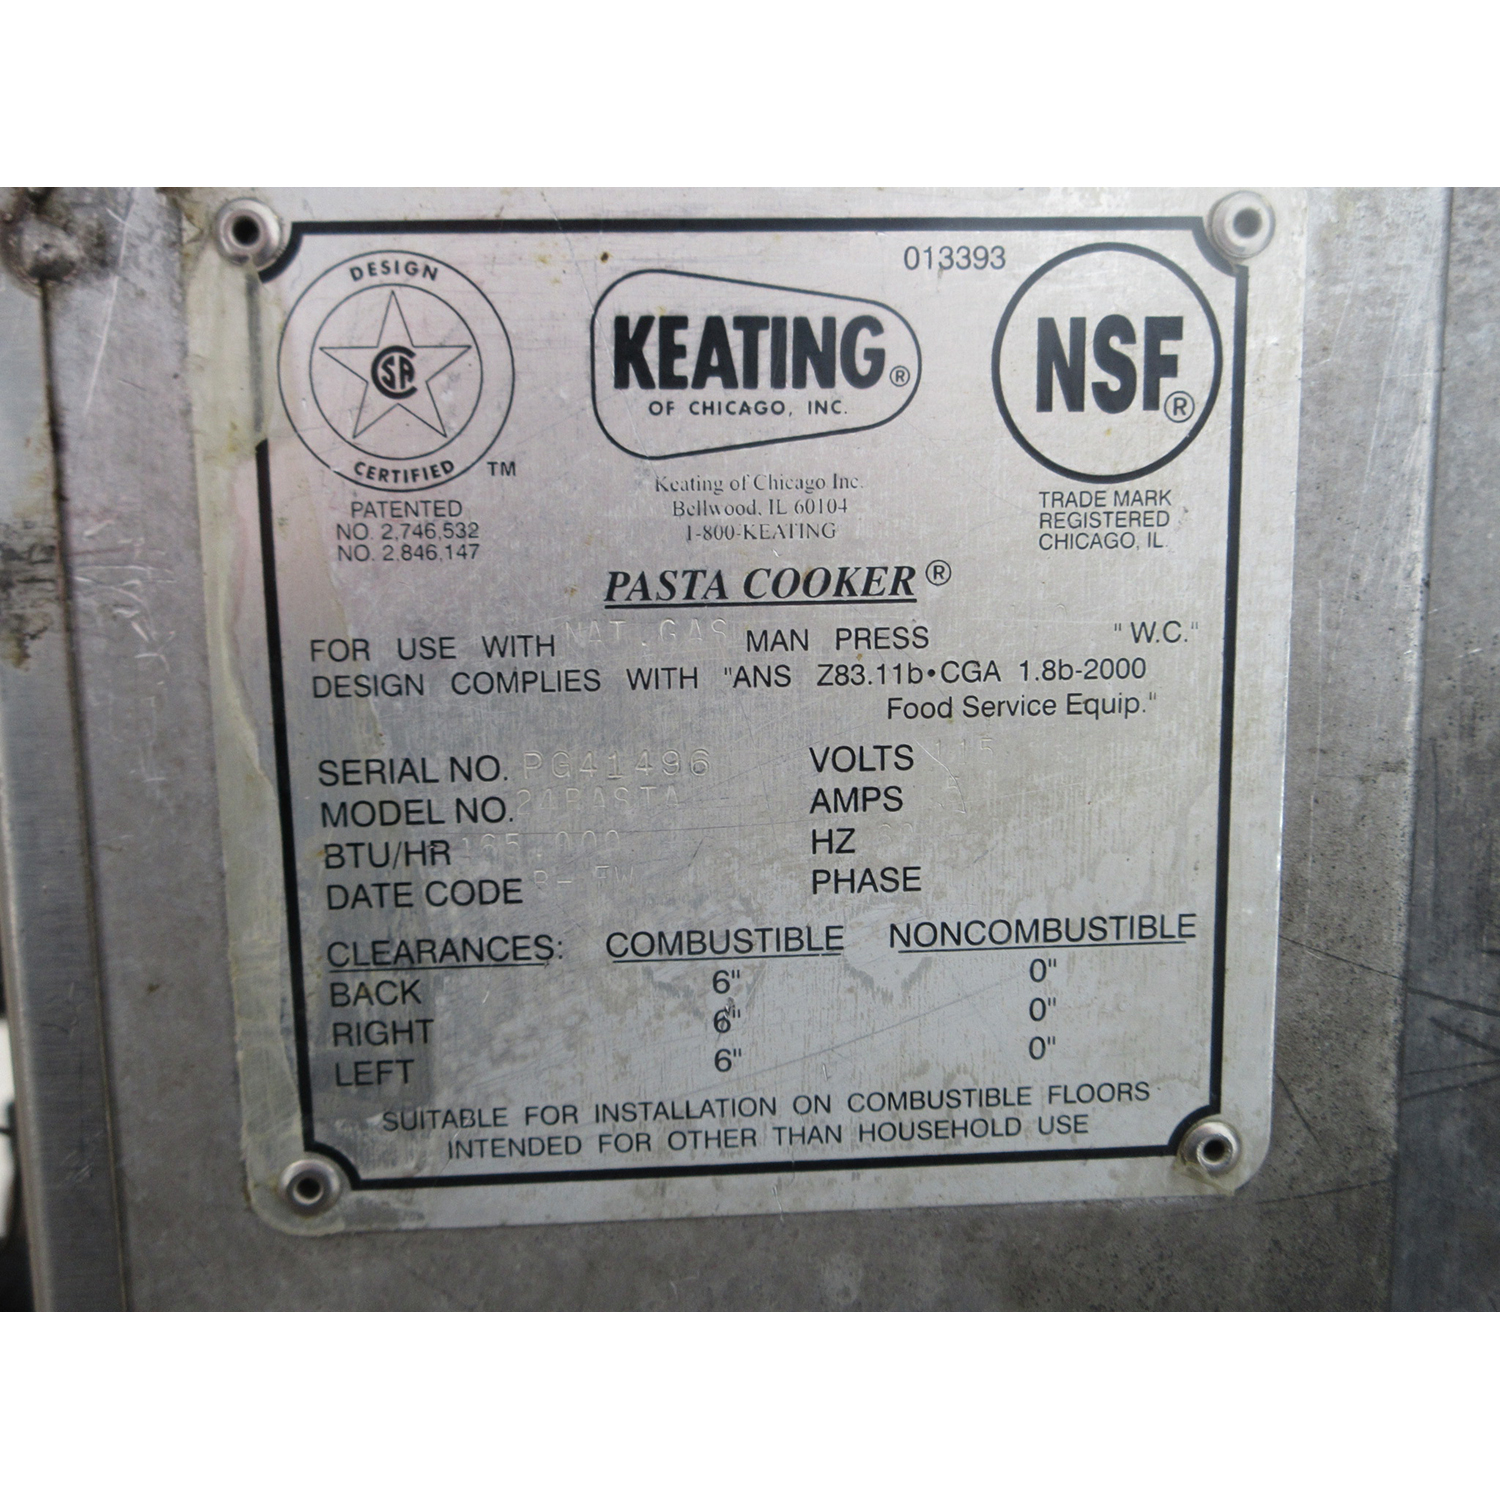 013393
DESIGN
CSA
CERTIFIED TM
PATENTED
NO. 2,746,532
NO. 2,846,147
KEATING®
OF CHICAGO, INC.
Keating of Chicago Inc.
Bellwood, IL 60104
1-800-KEATING
NSF®
TRADE MARK
REGISTERED
CHICAGO, IL.
PASTA COOKER®
FOR USE WITH NAT.GAS MAN PRESS "W.C."
DESIGN COMPLIES WITH "ANS Z83.11b•CGA 1.8b-2000
Food Service Equip."
SERIAL NO. PG41496 VOLTS 115
MODEL NO. 24PASTA AMPS
BTU/HR HZ
DATE CODE PHASE
CLEARANCES: COMBUSTIBLE NONCOMBUSTIBLE
BACK 6" 0"
RIGHT 6" 0"
LEFT 6" 0"
SUITABLE FOR INSTALLATION ON COMBUSTIBLE FLOORS
INTENDED FOR OTHER THAN HOUSEHOLD USE